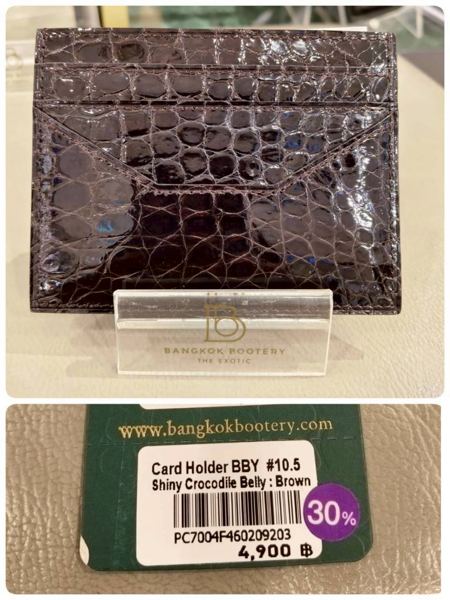 B
BANGKOK BOOTERY
THE EXOTIC
www.bangkokbootery.com
Card Holder BBY #10.5
Shiny Crocodile Belly : Brown
30%
PC7004F460209203
4,900 ฿